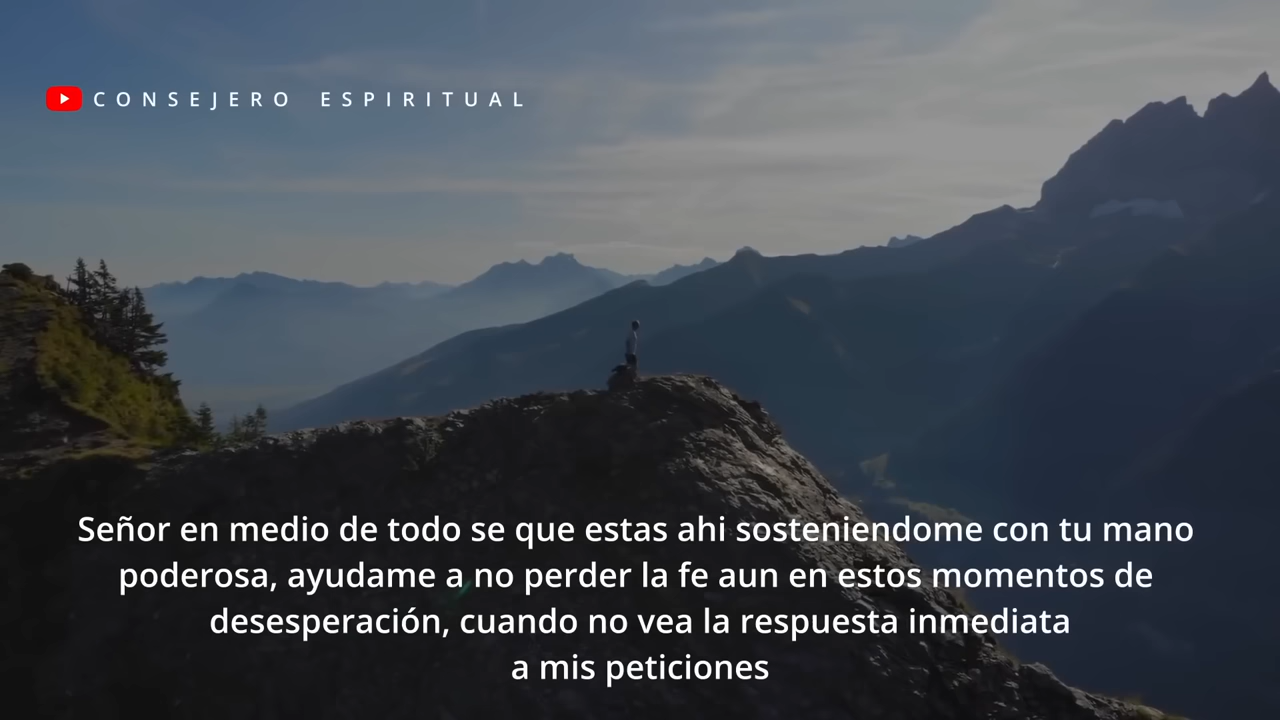 CONSEJERO ESPIRITUAL
Señor en medio de todo se que estas ahi sosteniendome con tu mano
poderosa, ayudame a no perder la fe aun en estos momentos de
desesperación, cuando no vea la respuesta inmediata
a mis peticiones